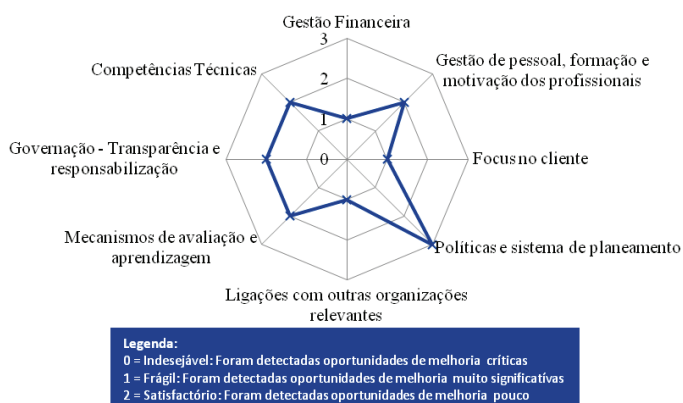 Gestão Financeira
3
Gestão de pessoal, formação e
motivação dos profissionais
Competências Técnicas
2
1
Governação - Transparência e
responsabilização
0
Focus no cliente
Mecanismos de avaliação e
aprendizagem
Políticas e sistema de planeamento
Ligações com outras organizações
relevantes
Legenda:
0 = Indesejável: Foram detectadas oportunidades de melhoria críticas
1 = Frágil: Foram detectadas oportunidades de melhoria muito significatívas
2 = Satisfactório: Foram detectadas oportunidades de melhoria pouco